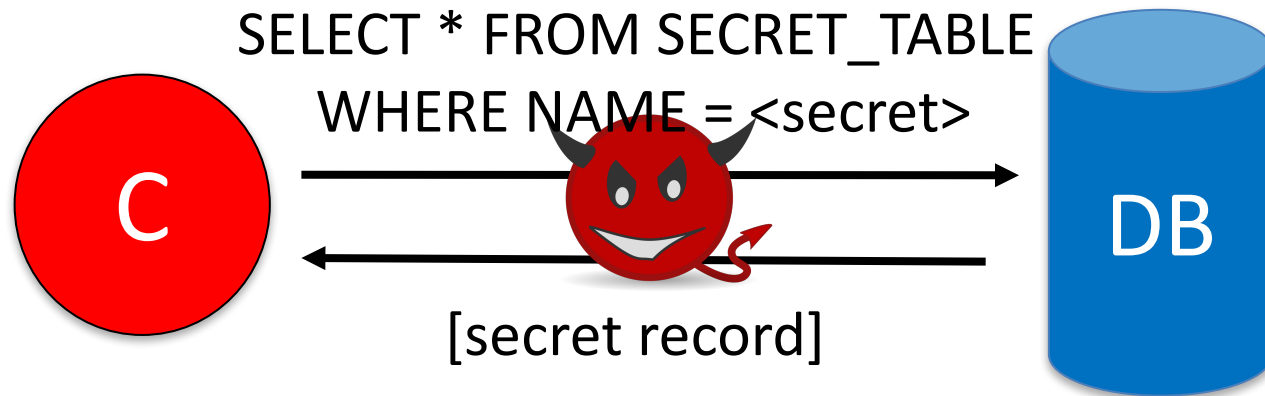 SELECT * FROM SECRET_TABLE
WHERE NAME = <secret>
C
DB
[secret record]